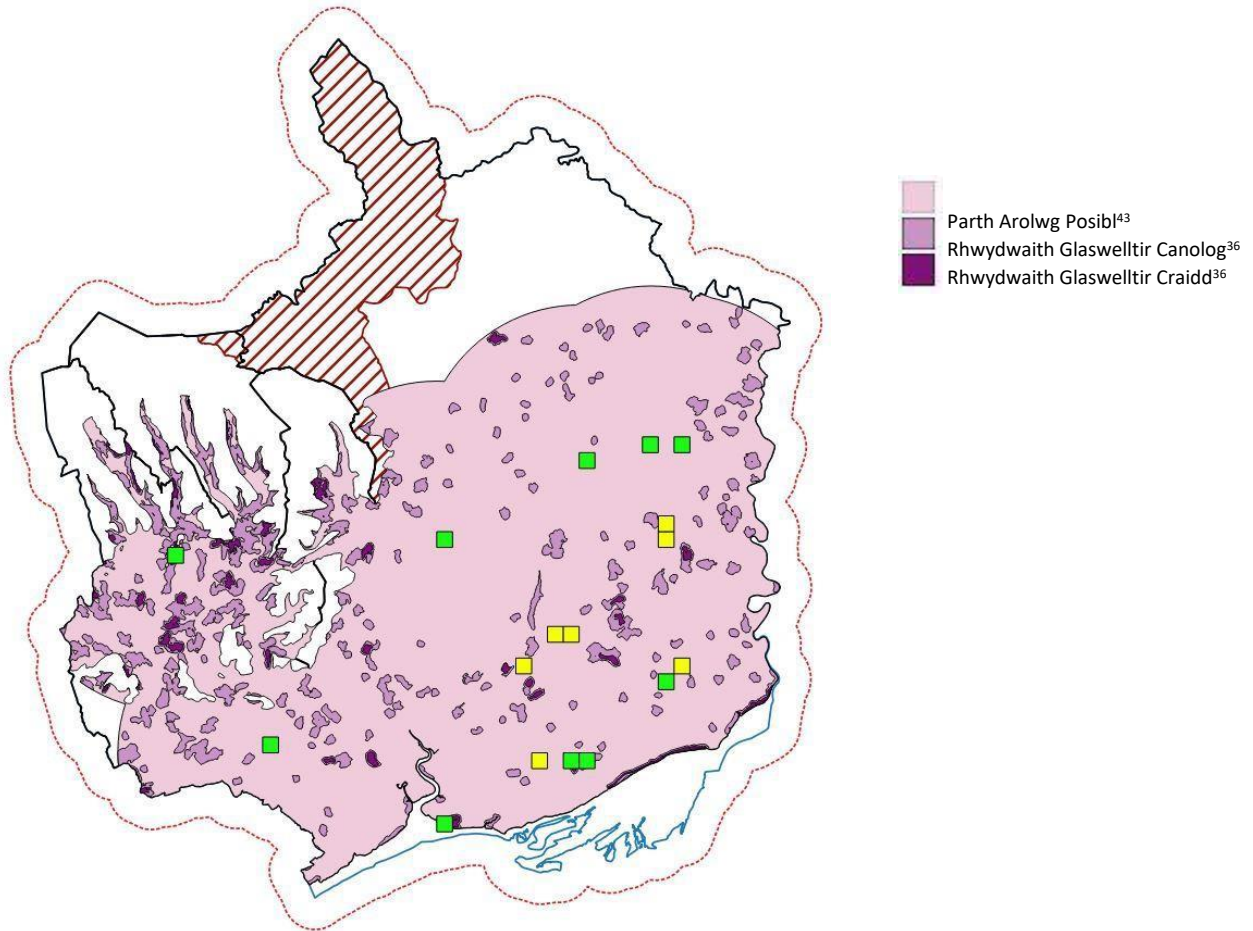 Parth Arolwg Posibl⁴³
Rhwydwaith Glaswelltir Canolog³⁶
Rhwydwaith Glaswelltir Craidd³⁶